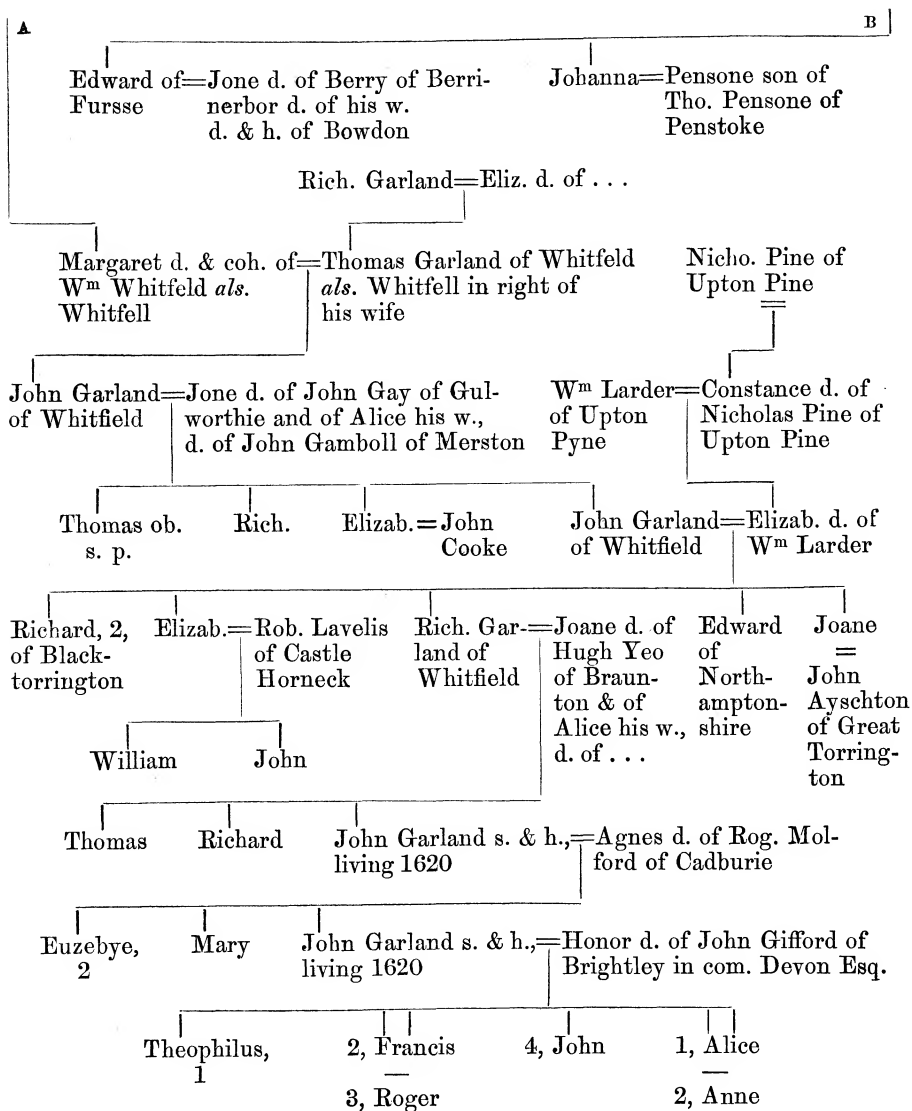 A
B
Edward of=Jone d. of Berry of Berri-
Fursse
nerbor d. of his w.
d. & h. of Bowdon
Johanna=Pensone son of
Tho. Pensone of
Penstoke
Rich. Garland=Eliz. d. of . . .
Margaret d. & coh. of=Thomas Garland of Whitfeld
Wm Whitfeld als.
Whitfell
als. Whitfell in right of
his wife
Nicho. Pine of
Upton Pine
=
John Garland=Jone d. of John Gay of Gul-
of Whitfield
worthie and of Alice his w.,
d. of John Gamboll of Merston
Wm Larder=Constance d. of
of Upton
Pyne
Nicholas Pine of
Upton Pine
Thomas ob.
s. p.
Rich.
Elizab.=John
Cooke
John Garland=Elizab. d. of
of Whitfield
Wm Larder
Richard, 2,
of Black-
torrington
Elizab.=Rob. Lavelis
of Castle
Horneck
Rich. Gar-=Joane d. of
land of
Whitfield
Hugh Yeo
of Braun-
ton & of
Alice his w.,
d. of . . .
Edward
of
North-
ampton-
shire
Joane
=
John
Ayschton
of Great
Torring-
ton
William
John
Thomas
Richard
John Garland s. & h.,=Agnes d. of Rog. Mol-
living 1620
ford of Cadburie
Euzebye,
2
Mary
John Garland s. & h.,=Honor d. of John Gifford of
living 1620
Brightley in com. Devon Esq.
Theophilus,
1
2, Francis
—
3, Roger
4, John
1, Alice
—
2, Anne